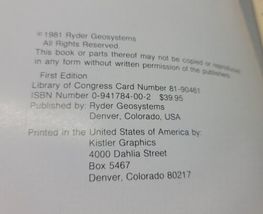 © 1981 Ryder Geosystems
All Rights Reserved.
This book or parts thereof may not be copied or reproduced
in any form without written permission of the publishers.
First Edition
Library of Congress Card Number 81-90461
ISBN Number 0-941784-00-2 $39.95
Published by: Ryder Geosystems
Denver, Colorado, USA
Printed in the United States of America by:
Kistler Graphics
4000 Dahlia Street
Box 5467
Denver, Colorado 80217